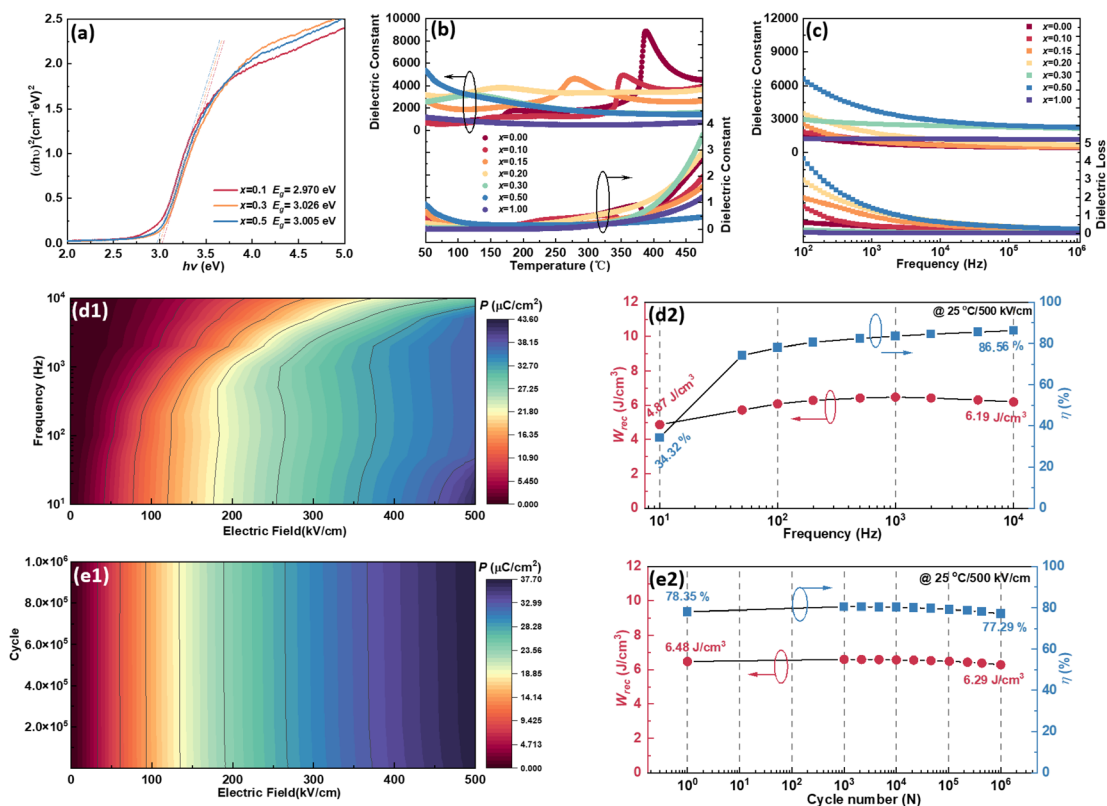 (a)
2.5
2.0
1.5
1.0
0.5
0.0
(αhυ)²(cm⁻¹ eV)²
x=0.1 Eg= 2.970 eV
x=0.3 Eg= 3.026 eV
x=0.5 Eg= 3.005 eV
2.0 2.5 3.0 3.5 4.0 4.5 5.0
hv (eV)
(b)
10000
8000
6000
4000
2000
0
Dielectric Constant
4
3
2
1
0
Dielectric Constant
x=0.00
x=0.10
x=0.15
x=0.20
x=0.30
x=0.50
x=1.00
50 100 150 200 250 300 350 400 450
Temperature (℃)
(c)
12000
9000
6000
3000
0
Dielectric Constant
x=0.00
x=0.10
x=0.15
x=0.20
x=0.30
x=0.50
x=1.00
5
4
3
2
1
0
Dielectric Loss
10² 10³ 10⁴ 10⁵ 10⁶
Frequency (Hz)
(d1)
10⁴
10³
10²
10¹
Frequency (Hz)
0 100 200 300 400 500
Electric Field(kV/cm)
P (μC/cm²)
43.60
38.15
32.70
27.25
21.80
16.35
10.90
5.450
0.000
(d2)
@ 25 °C/500 kV/cm
12
10
8
6
4
2
0
Wrec (J/cm³)
4.87 J/cm³
34.32 %
86.56 %
6.19 J/cm³
100
80
60
40
20
0
η (%)
10¹ 10² 10³ 10⁴
Frequency (Hz)
(e1)
1.0×10⁶
8.0×10⁵
6.0×10⁵
4.0×10⁵
2.0×10⁵
Cycle
0 100 200 300 400 500
Electric Field(kV/cm)
P (μC/cm²)
37.70
32.99
28.27
23.56
18.85
14.14
9.425
4.713
0.000
(e2)
@ 25 °C/500 kV/cm
12
10
8
6
4
2
0
Wrec (J/cm³)
78.35 %
6.48 J/cm³
77.29 %
6.29 J/cm³
100
80
60
40
20
0
η (%)
10⁰ 10¹ 10² 10³ 10⁴ 10⁵ 10⁶
Cycle number (N)